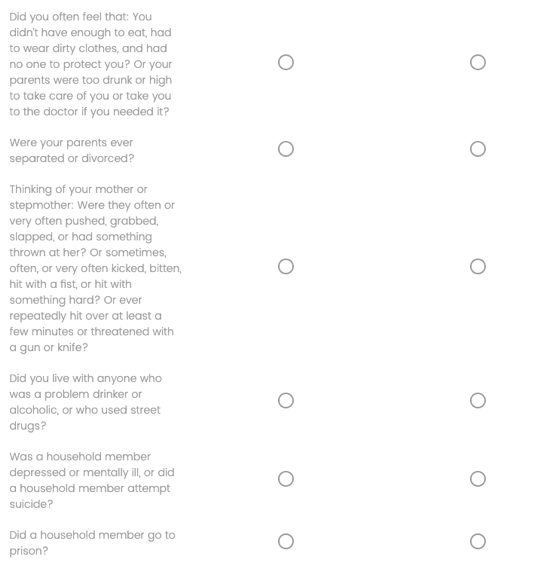 Did you often feel that: You
didn't have enough to eat, had
to wear dirty clothes, and had
no one to protect you? Or your
parents were too drunk or high
to take care of you or take you
to the doctor if you needed it?
Were your parents ever
separated or divorced?
Thinking of your mother or
stepmother: Were they often or
very often pushed, grabbed,
slapped, or had something
thrown at her? Or sometimes,
often, or very often kicked, bitten,
hit with a fist, or hit with
something hard? Or ever
repeatedly hit over at least a
few minutes or threatened with
a gun or knife?
Did you live with anyone who
was a problem drinker or
alcoholic, or who used street
drugs?
Was a household member
depressed or mentally ill, or did
a household member attempt
suicide?
Did a household member go to
prison?